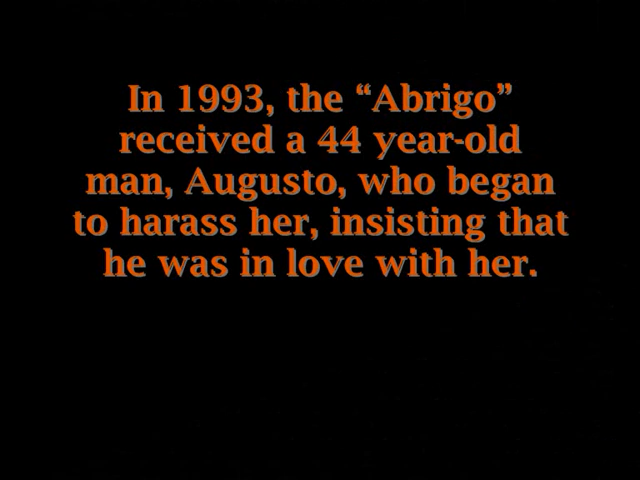 In 1993, the “Abrigo”
received a 44 year-old
man, Augusto, who began
to harass her, insisting that
he was in love with her.